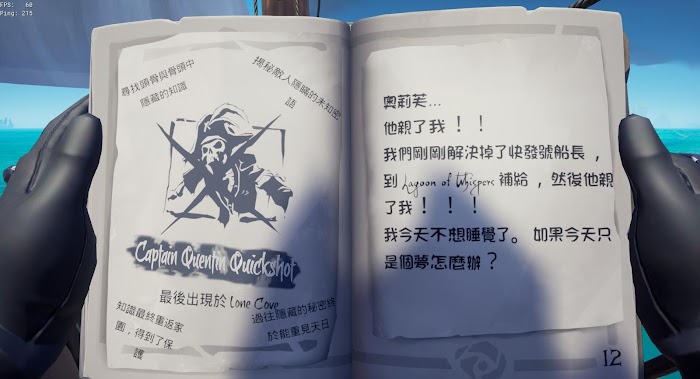 FPS: 60
Ping: 215
尋找頭骨與骨頭中
隱藏的知識
揭秘敵人隱瞞的未知密
語
Captain Quentin Quickshot
最後出現於 Lone Cove
知識最終重返家
園，得到了保
護
過往隱藏的秘密終
於能重見天日
奧莉芙...
他親了我！！
我們剛剛解決掉了快發號船長，
到 Lagoon of Whispers 補給，然後他親
了我！！！
我今天不想睡覺了。如果今天只
是個夢怎麼辦？
12